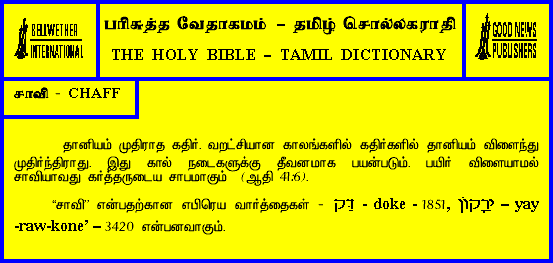 BELLWETHER
INTERNATIONAL
பரிசுத்த வேதாகமம் – தமிழ் சொல்லகராதி
THE HOLY BIBLE – TAMIL DICTIONARY
GOOD NEWS
PUBLISHERS
சாவி - CHAFF
தானியம் முதிராத கதிர். வறட்சியான காலங்களில் கதிர்களில் தானியம் விளைந்து
முதிர்ந்திராது. இது கால் நடைகளுக்கு தீவனமாக பயன்படும். பயிர் விளையாமல்
சாவியாவது கர்த்தருடைய சாபமாகும் (ஆதி 41:6).
“சாவி” என்பதற்கான எபிரெய வார்த்தைகள் - דַּק - doke - 1851, יֵרָקוֹן – yay
-raw-kone’ – 3420 என்பனவாகும்.